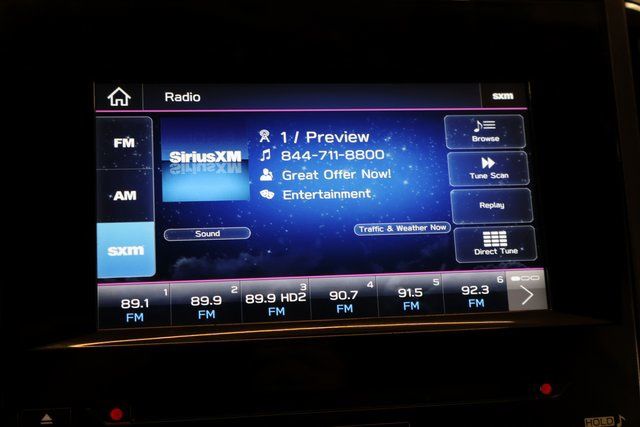 Radio
sxm
FM
AM
sxm
SiriusXM
1 / Preview
844-711-8800
Great Offer Now!
Entertainment
Sound
Traffic & Weather Now
Browse
Tune Scan
Replay
Direct Tune
1
89.1
FM
2
89.9
FM
3
89.9 HD2
FM
4
90.7
FM
5
91.5
FM
6
92.3
FM
HOLD